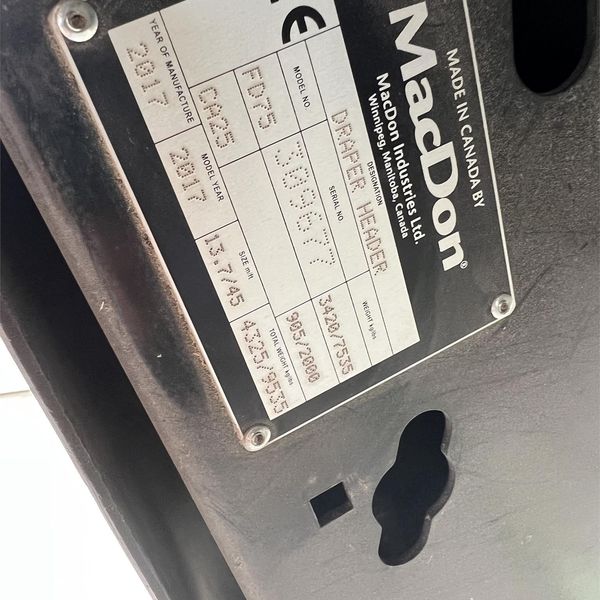 MADE IN CANADA BY
MacDon®
MacDon Industries Ltd.
Winnipeg, Manitoba, Canada
CE
DESIGNATION
DRAPER HEADER
WEIGHT kg/lbs
3420/7535
MODEL NO.
FD75
SERIAL NO
309677
905/2000
CA25
TOTAL WEIGHT kg/lbs
4325/9535
YEAR OF MANUFACTURE
2017
MODEL YEAR
2017
SIZE m/ft
13.7/45